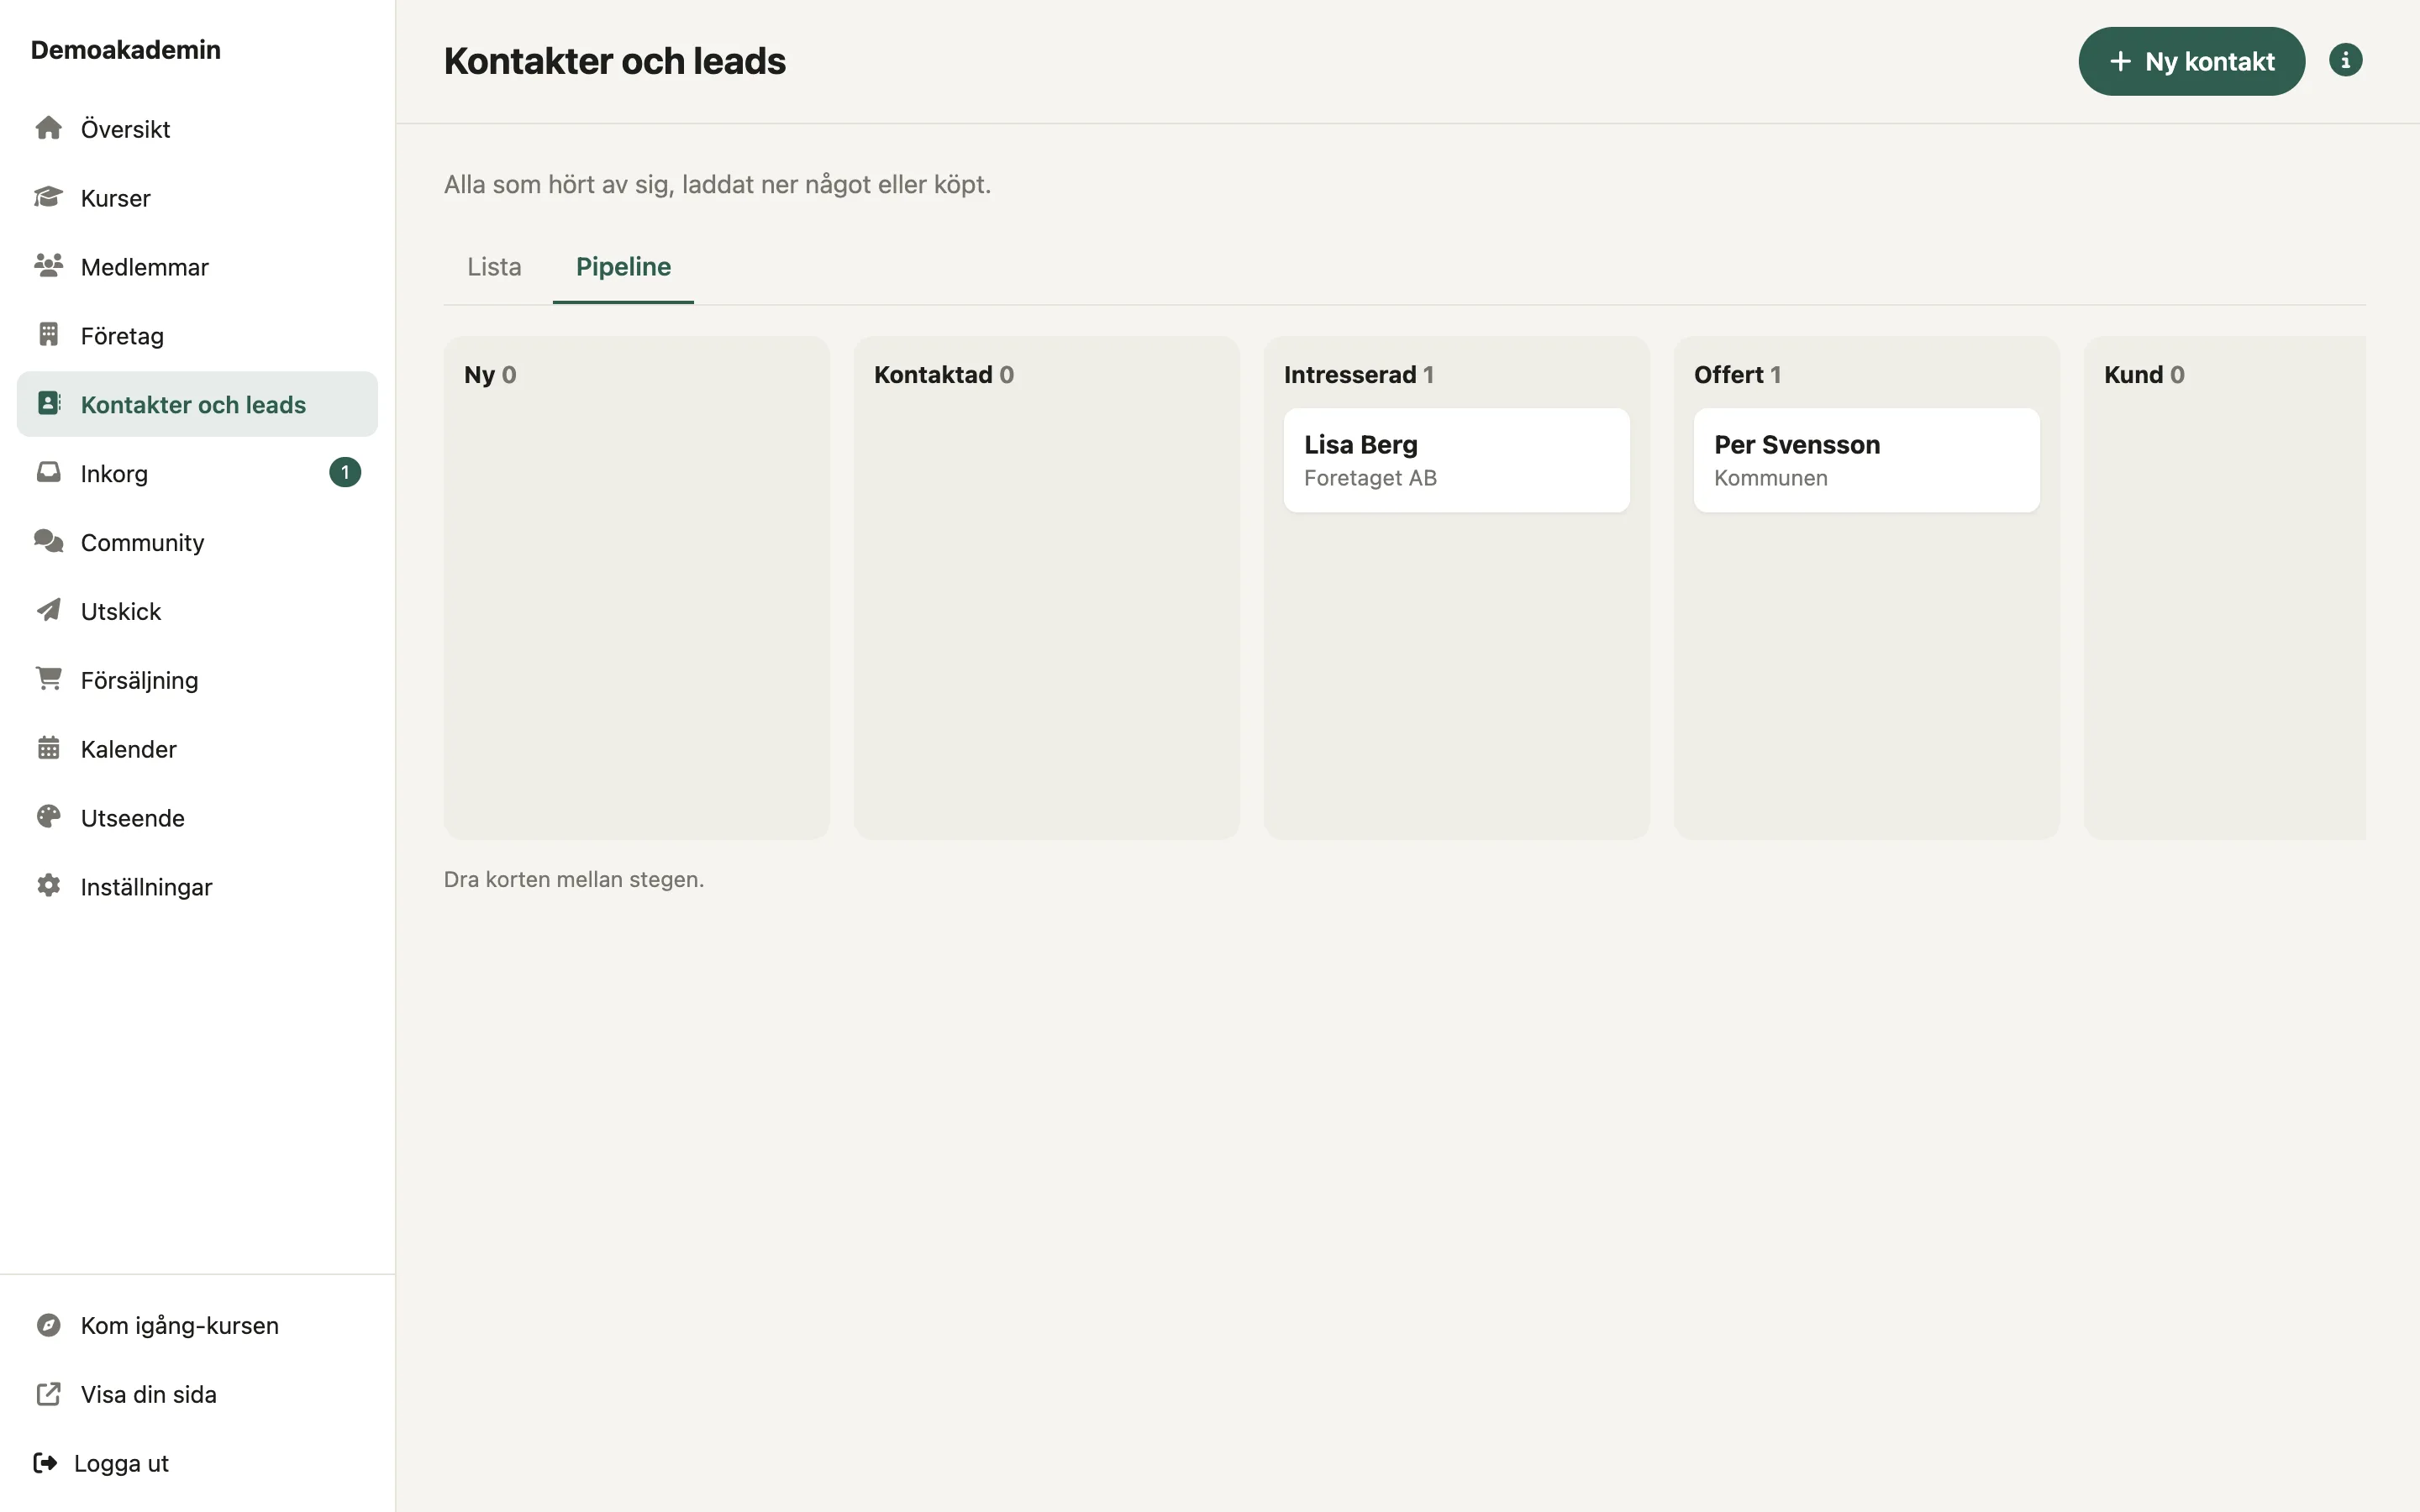 Demoakademin
Översikt
Kurser
Medlemmar
Företag
Kontakter och leads
Inkorg 1
Community
Utskick
Försäljning
Kalender
Utseende
Inställningar
Kom igång-kursen
Visa din sida
Logga ut
Kontakter och leads
+ Ny kontakt
i
Alla som hört av sig, laddat ner något eller köpt.
Lista Pipeline
Ny 0
Kontaktad 0
Intresserad 1
Lisa Berg
Foretaget AB
Offert 1
Per Svensson
Kommunen
Kund 0
Dra korten mellan stegen.